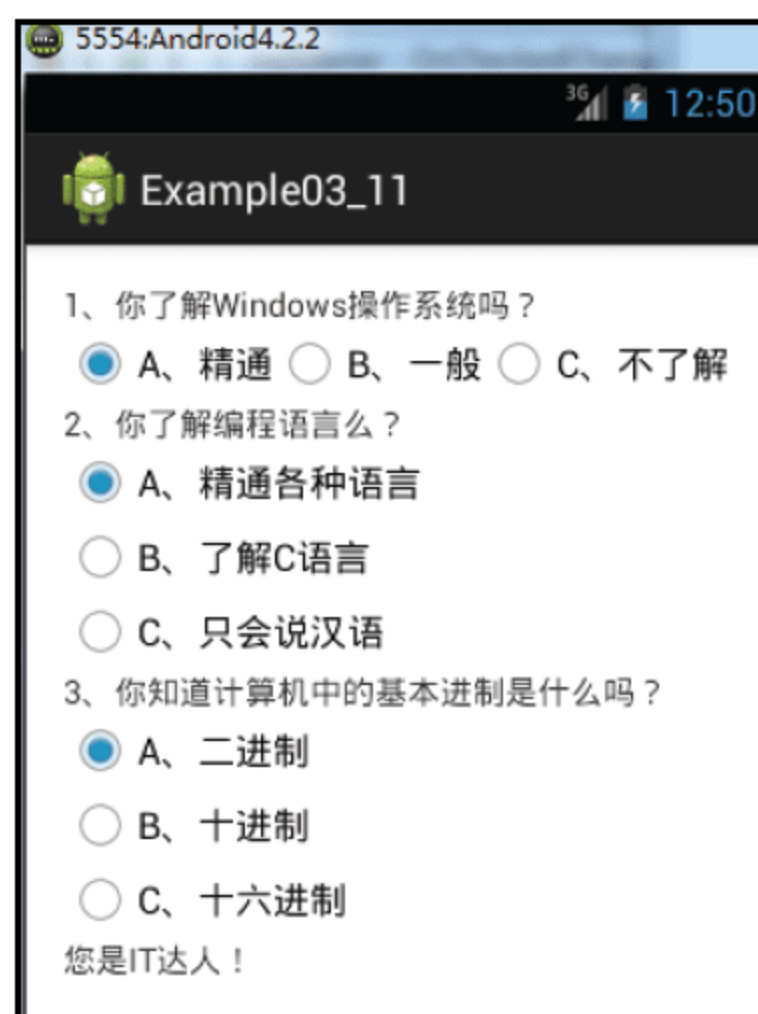 5554:Android4.2.2
3G 12:50
Example03_11
1、你了解Windows操作系统吗？
A、精通 B、一般 C、不了解
2、你了解编程语言么？
A、精通各种语言
B、了解C语言
C、只会说汉语
3、你知道计算机中的基本进制是什么吗？
A、二进制
B、十进制
C、十六进制
您是IT达人！